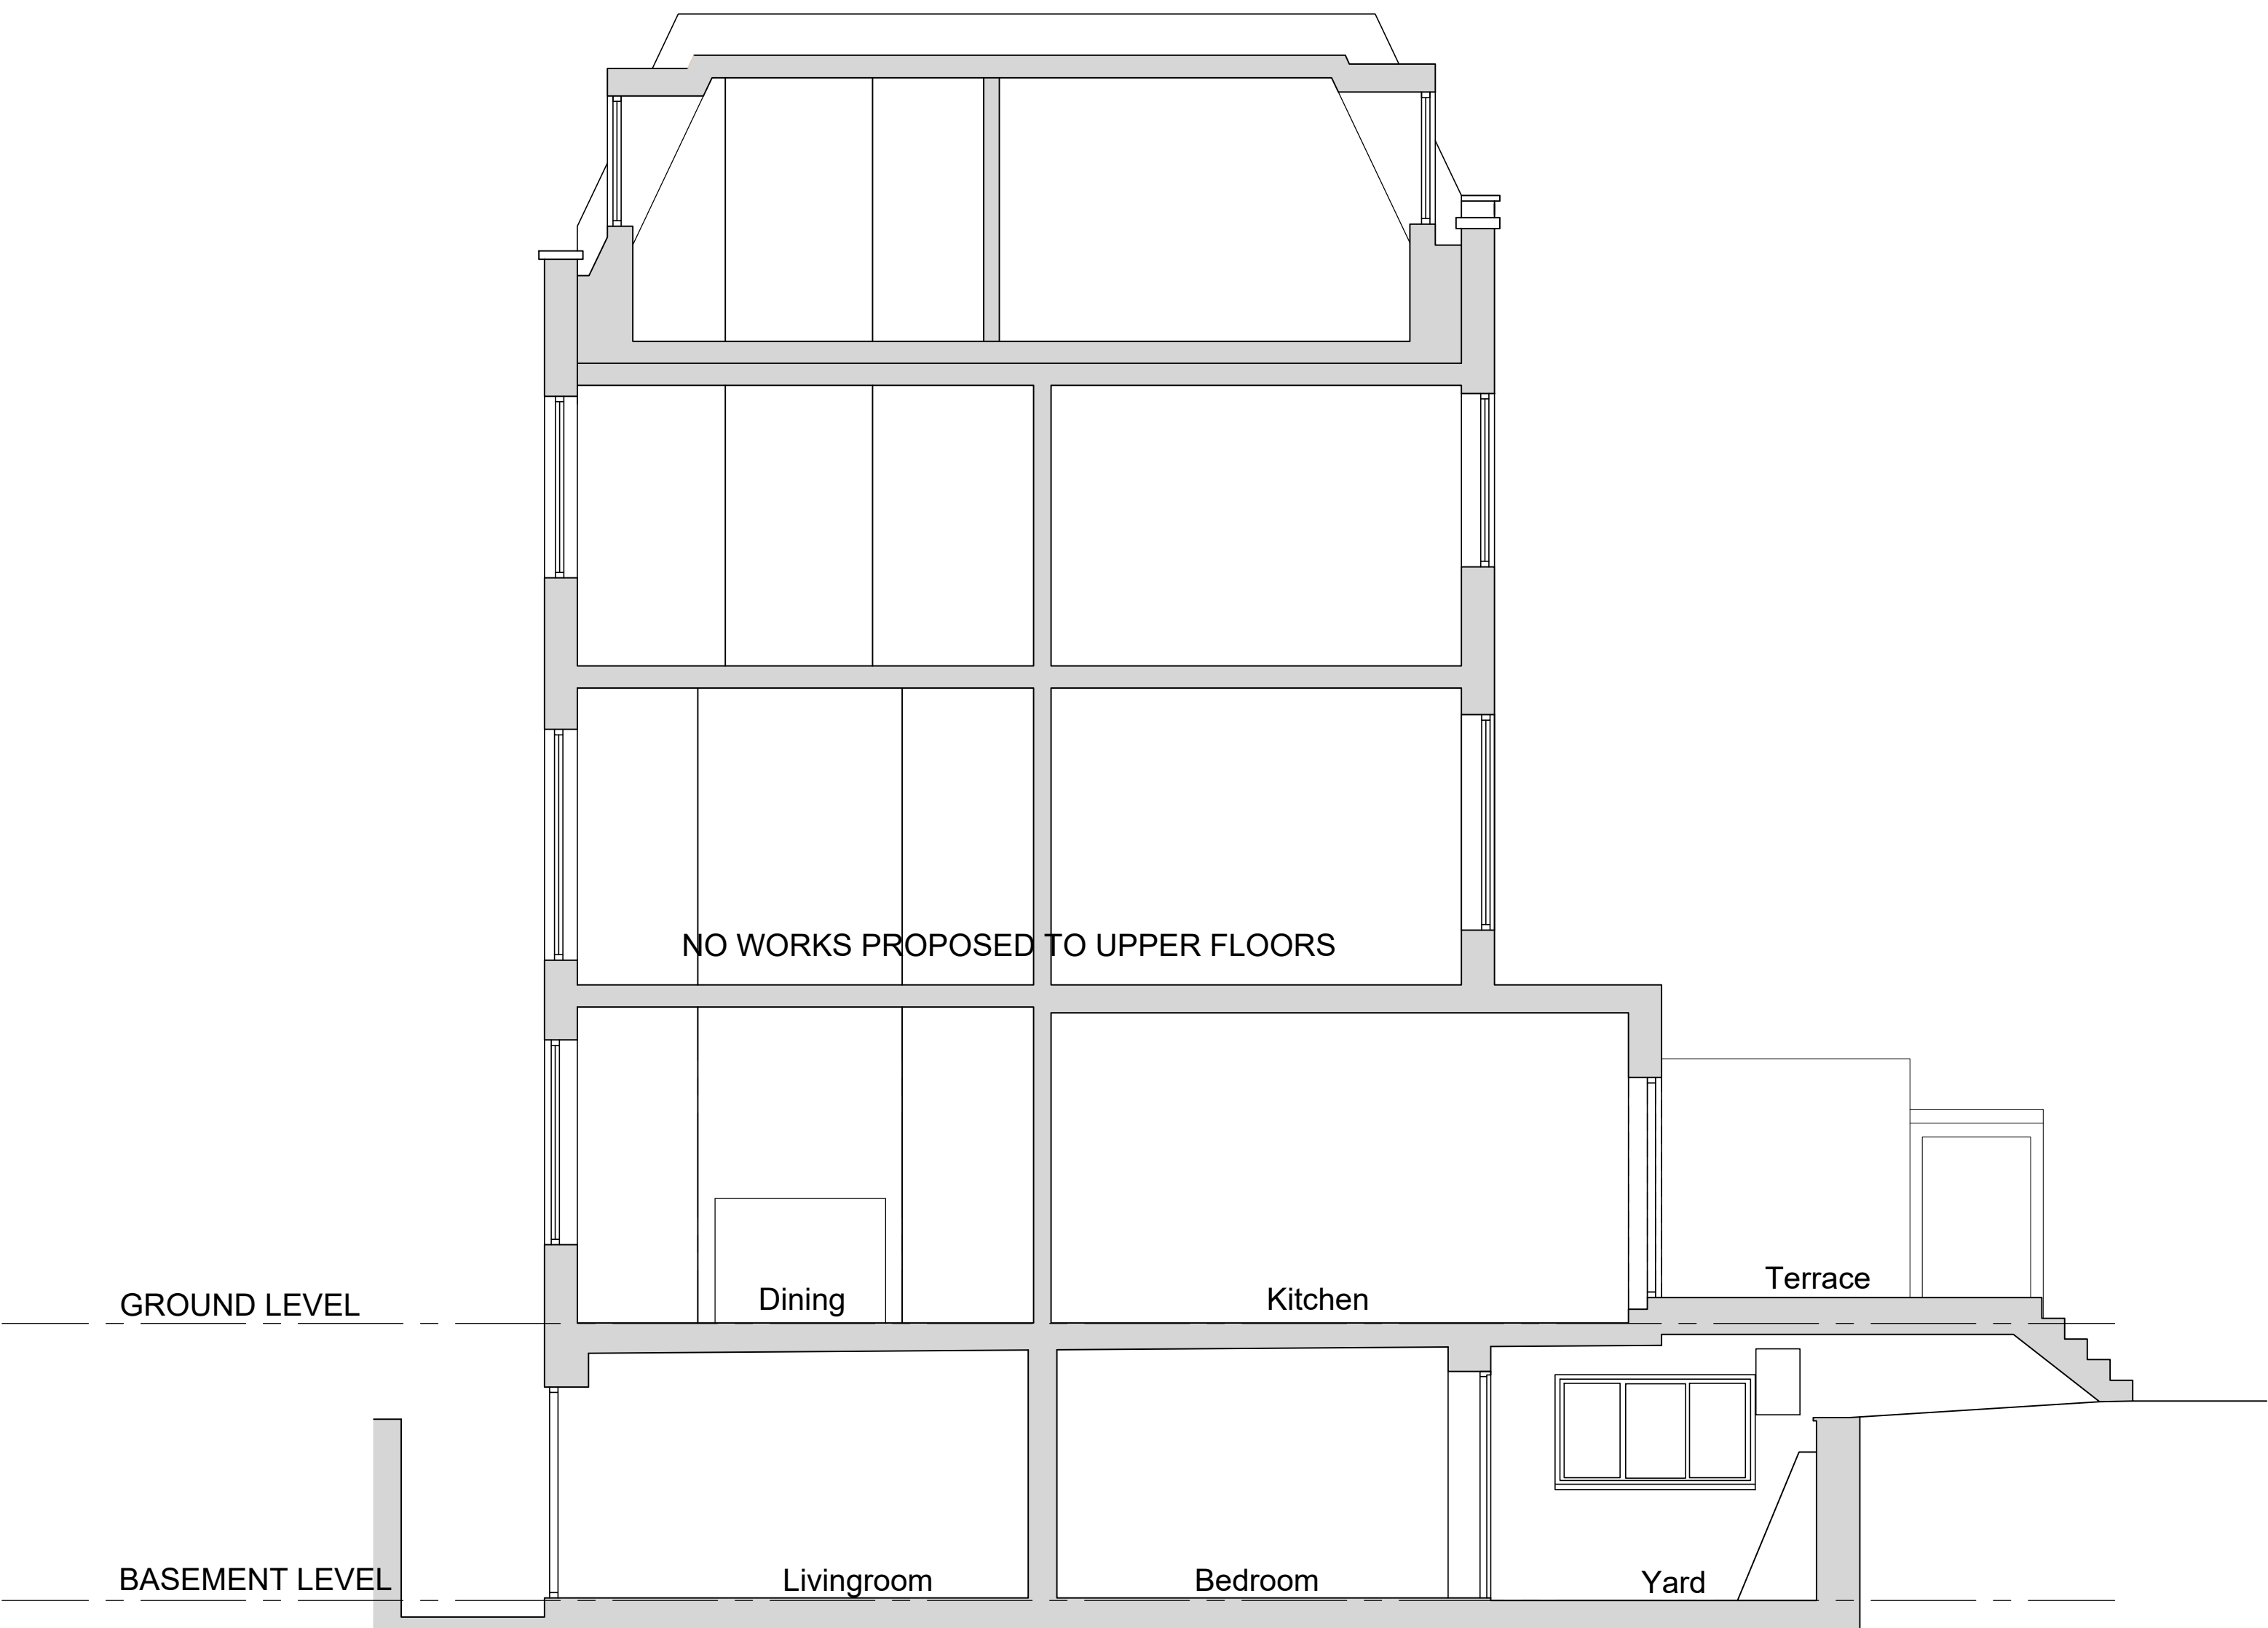 NO WORKS PROPOSED TO UPPER FLOORS
Terrace
GROUND LEVEL
Dining
Kitchen
BASEMENT LEVEL
Livingroom
Bedroom
Yard